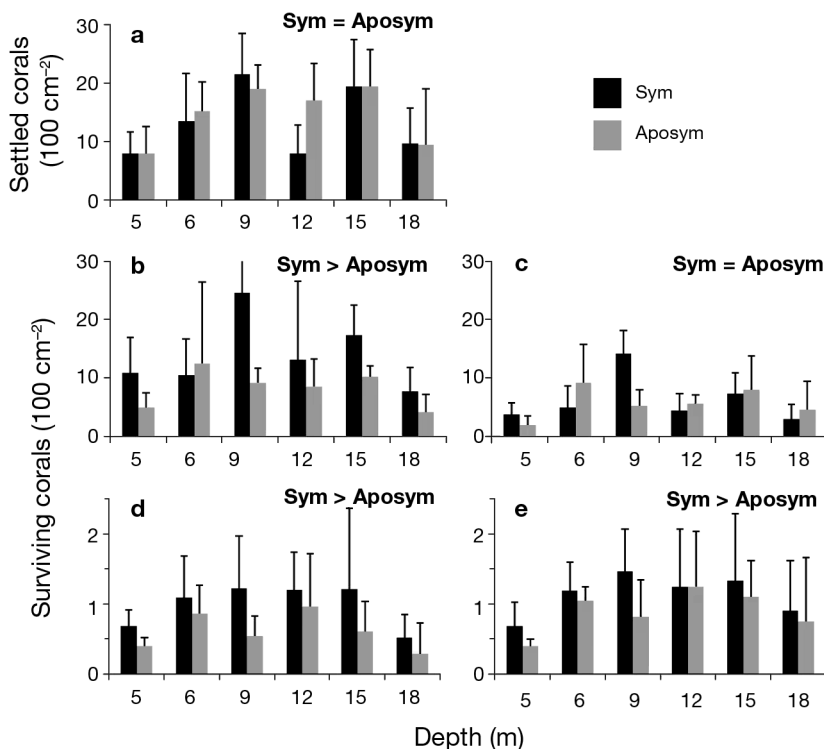 a
Sym = Aposym
Settled corals
(100 cm⁻²)
30
20
10
0
5 6 9 12 15 18
Sym
Aposym
b
Sym > Aposym
30
20
10
0
5 6 9 12 15 18
c
Sym = Aposym
30
20
10
0
5 6 9 12 15 18
Surviving corals (100 cm⁻²)
d
Sym > Aposym
2
1
0
5 6 9 12 15 18
e
Sym > Aposym
2
1
0
5 6 9 12 15 18
Depth (m)